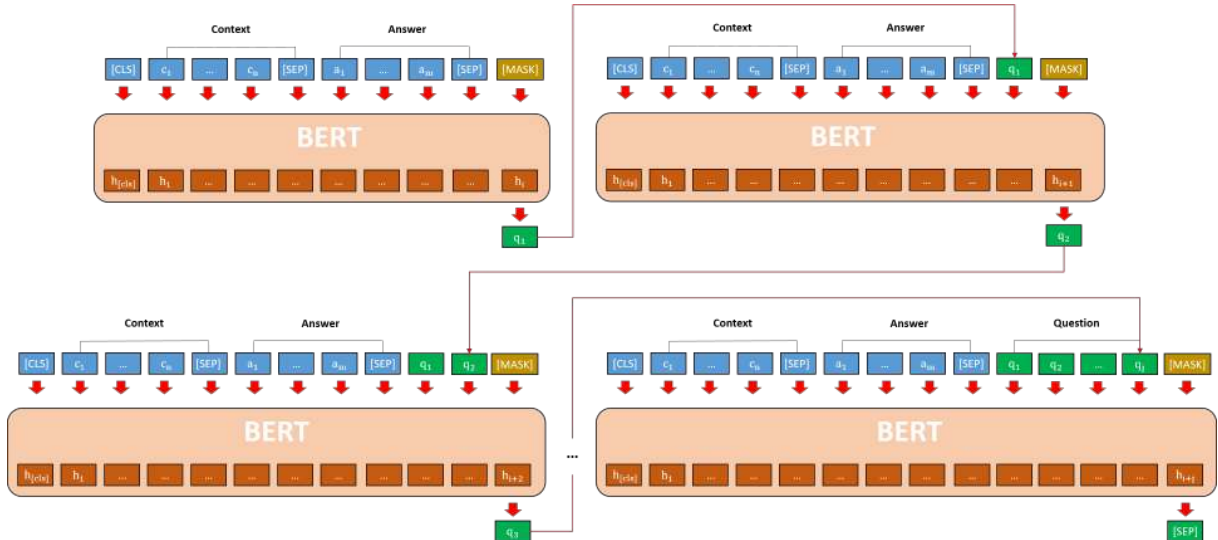 Context Answer
[CLS] c₁ ... cₙ [SEP] a₁ ... aₘ [SEP] [MASK]
BERT
h[cls] h₁ ... ... ... ... ... ... ... hᵢ
q₁
Context Answer
[CLS] c₁ ... cₙ [SEP] a₁ ... aₘ [SEP] q₁ [MASK]
BERT
h[cls] h₁ ... ... ... ... ... ... ... ... hᵢ₊₁
q₂
Context Answer
[CLS] c₁ ... cₙ [SEP] a₁ ... aₘ [SEP] q₁ q₂ [MASK]
BERT
h[cls] h₁ ... ... ... ... ... ... ... ... ... hᵢ₊₂
q₃
...
Context Answer Question
[CLS] c₁ ... cₙ [SEP] a₁ ... aₘ [SEP] q₁ q₂ ... qⱼ [MASK]
BERT
h[cls] h₁ ... ... ... ... ... ... ... ... ... ... ... hᵢ₊ⱼ
[SEP]